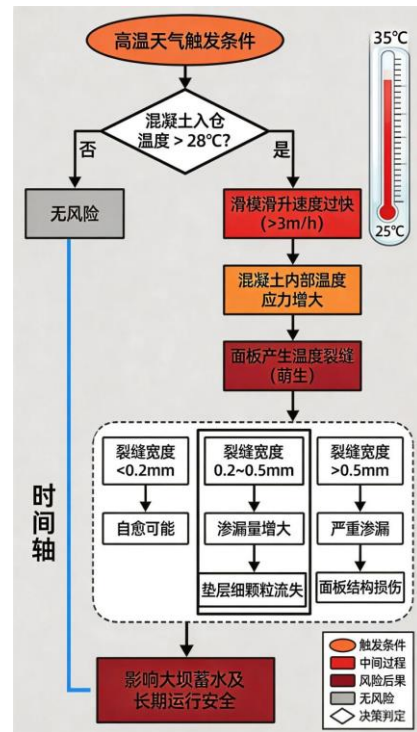 高温天气触发条件
35℃
25℃
混凝土入仓
温度 > 28℃?
否
是
无风险
滑模滑升速度过快
(>3m/h)
混凝土内部温度
应力增大
面板产生温度裂缝
(萌生)
裂缝宽度
<0.2mm
自愈可能
裂缝宽度
0.2~0.5mm
渗漏量增大
垫层细颗粒流失
裂缝宽度
>0.5mm
严重渗漏
面板结构损伤
时间轴
影响大坝蓄水及
长期运行安全
触发条件
中间过程
风险后果
无风险
决策判定